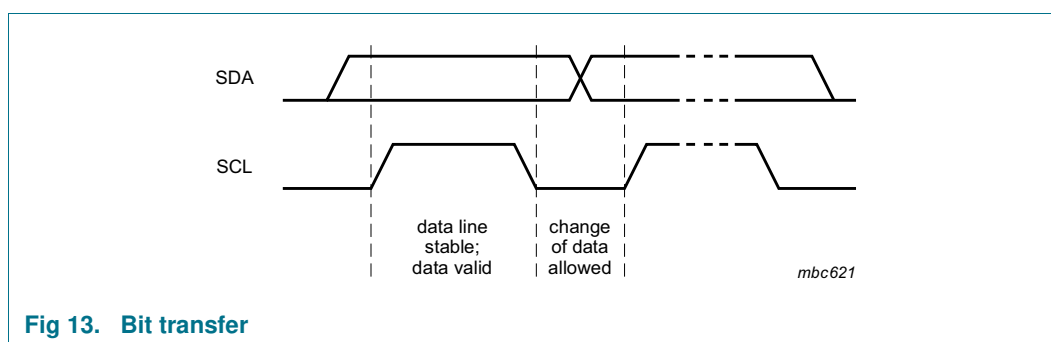 SDA
SCL
data line
stable;
data valid
change
of data
allowed
mbc621
Fig 13. Bit transfer